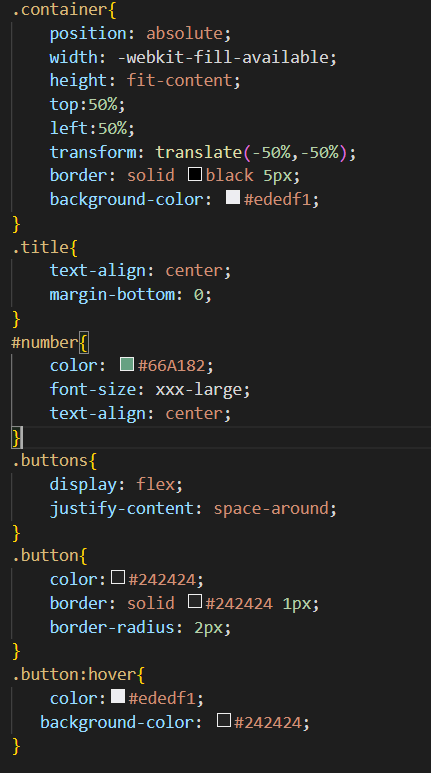 .container{
position: absolute;
width: -webkit-fill-available;
height: fit-content;
top:50%;
left:50%;
transform: translate(-50%,-50%);
border: solid black 5px;
background-color: #ededf1;
}
.title{
text-align: center;
margin-bottom: 0;
}
#number{
color: #66A182;
font-size: xxx-large;
text-align: center;
}
.buttons{
display: flex;
justify-content: space-around;
}
.button{
color:#242424;
border: solid #242424 1px;
border-radius: 2px;
}
.button:hover{
color:#ededf1;
background-color: #242424;
}